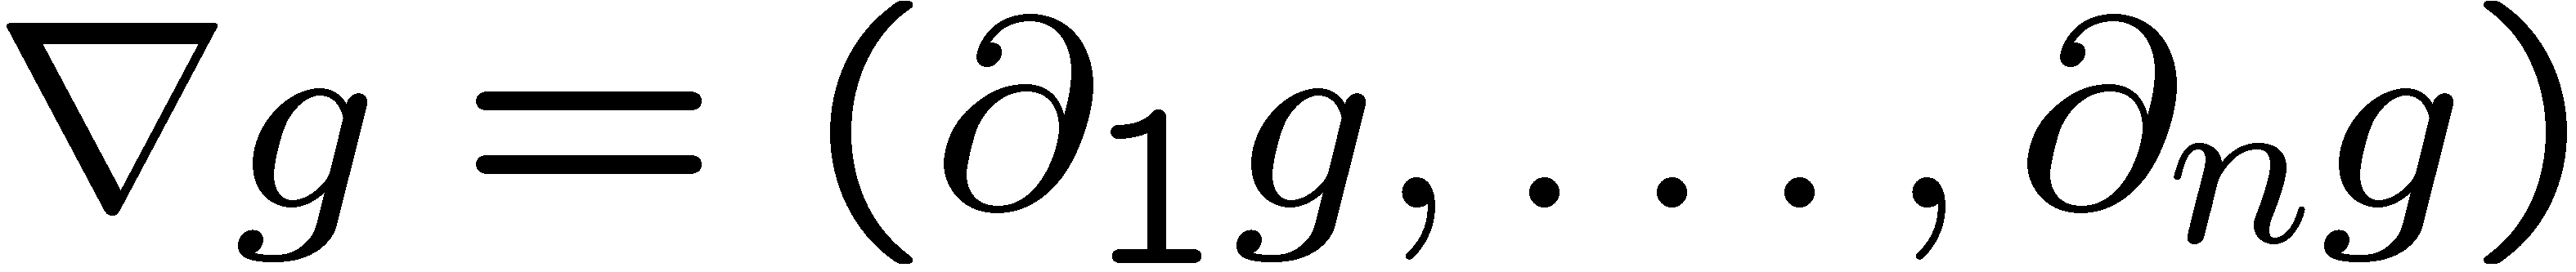 ∇g = (∂₁g, . . . , ∂ₙg)